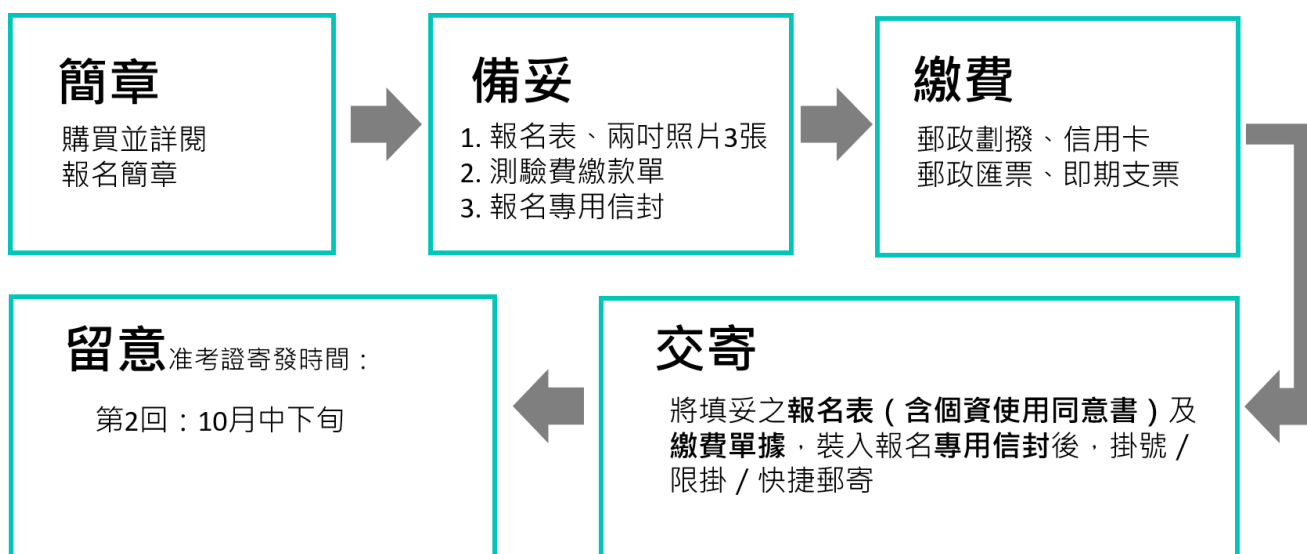 簡章
購買並詳閱
報名簡章
備妥
1. 報名表、兩吋照片3張
2. 測驗費繳款單
3. 報名專用信封
繳費
郵政劃撥、信用卡
郵政匯票、即期支票
交寄
將填妥之報名表（含個資使用同意書）及
繳費單據，裝入報名專用信封後，掛號／
限掛／快捷郵寄
留意准考證寄發時間：
第2回：10月中下旬